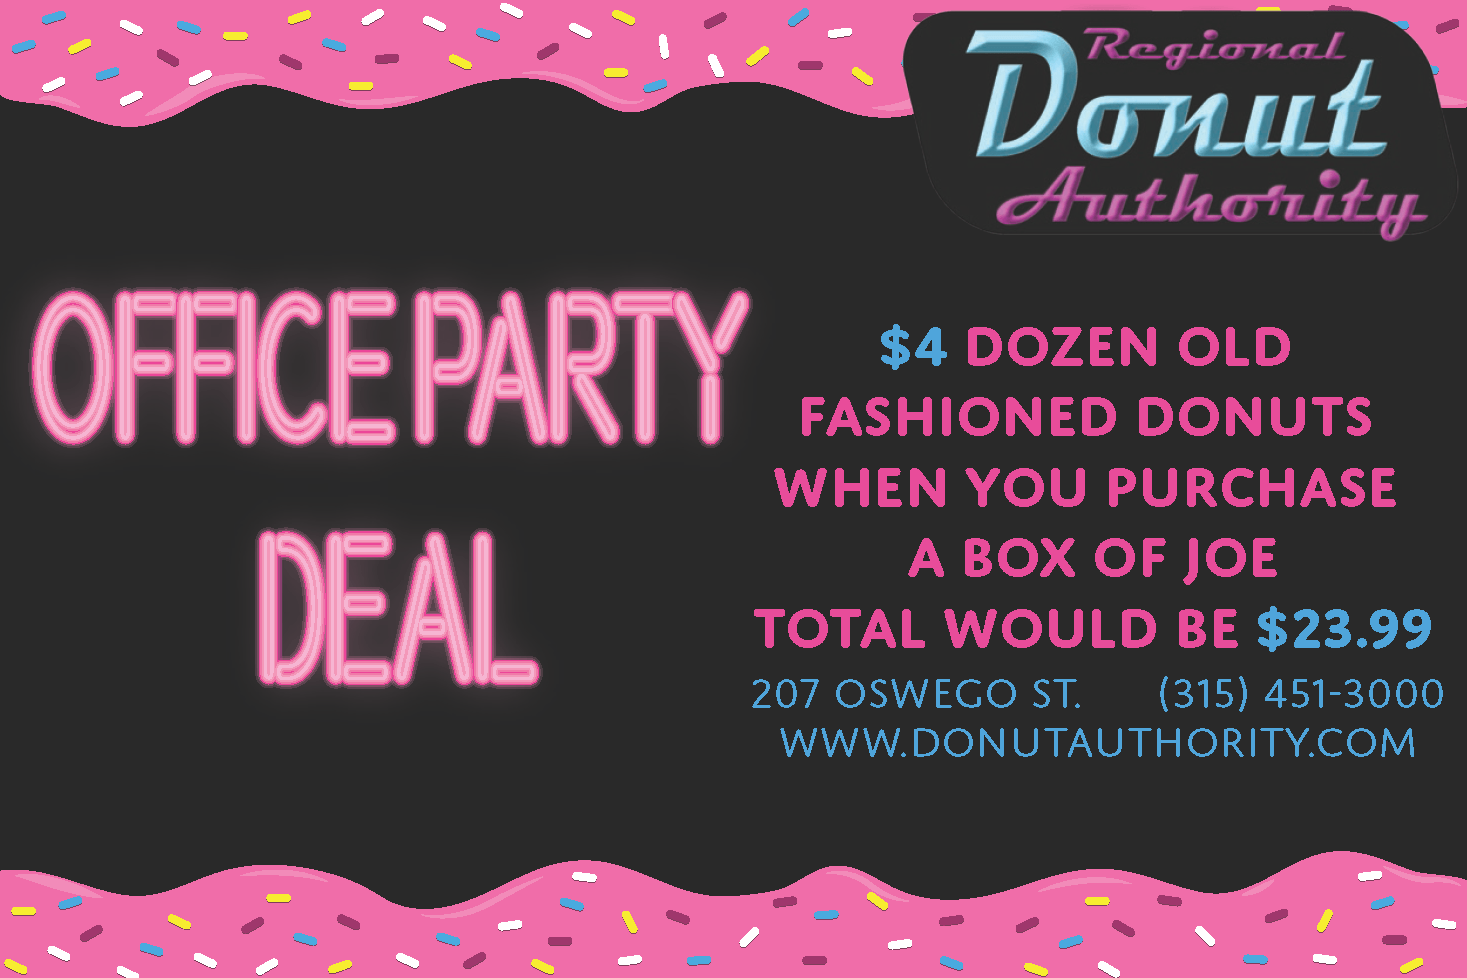 Regional
Donut
Authority
OFFICE PARTY
DEAL
$4 DOZEN OLD
FASHIONED DONUTS
WHEN YOU PURCHASE
A BOX OF JOE
TOTAL WOULD BE $23.99
207 OSWEGO ST. (315) 451-3000
WWW.DONUTAUTHORITY.COM